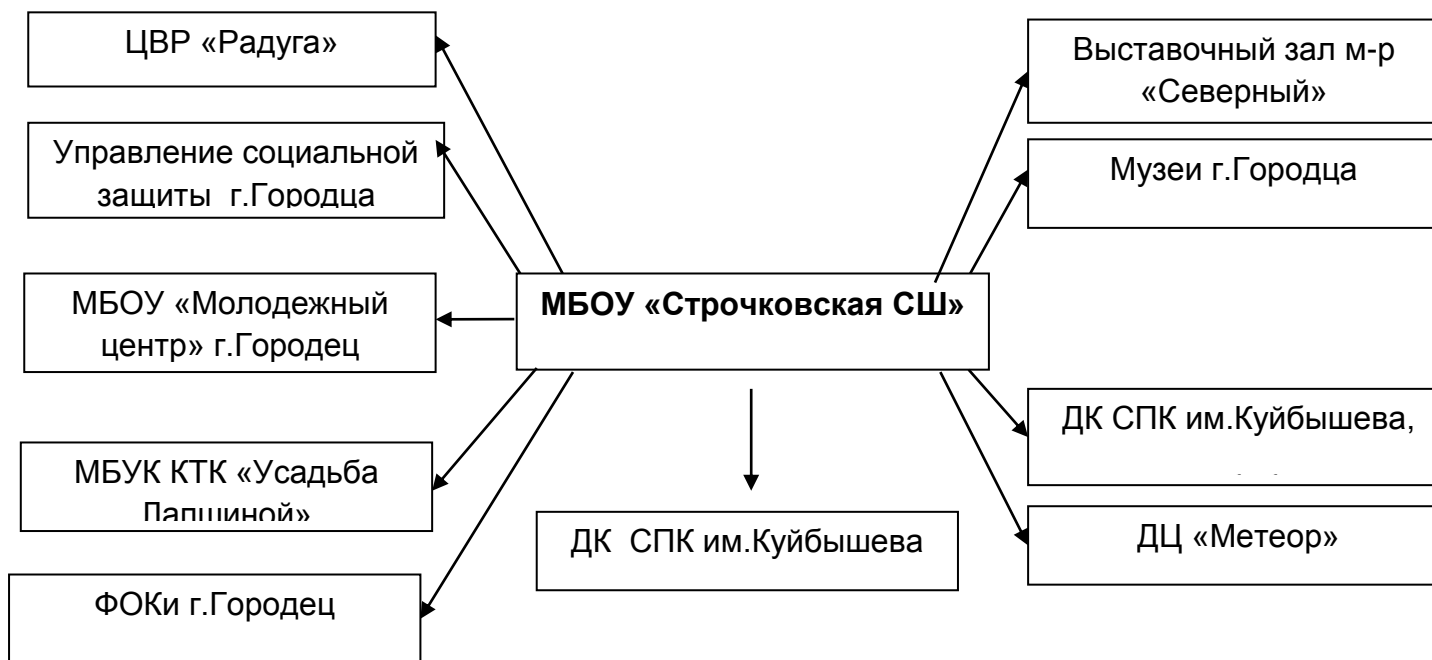 ЦВР «Радуга»
Управление социальной
защиты г.Городца
МБОУ «Молодежный
центр» г.Городец
МБУК КТК «Усадьба
Лапшиной»
ФОКи г.Городец
МБОУ «Строчковская СШ»
ДК СПК им.Куйбышева
Выставочный зал м-р
«Северный»
Музеи г.Городца
ДК СПК им.Куйбышева,
ДЦ «Метеор»